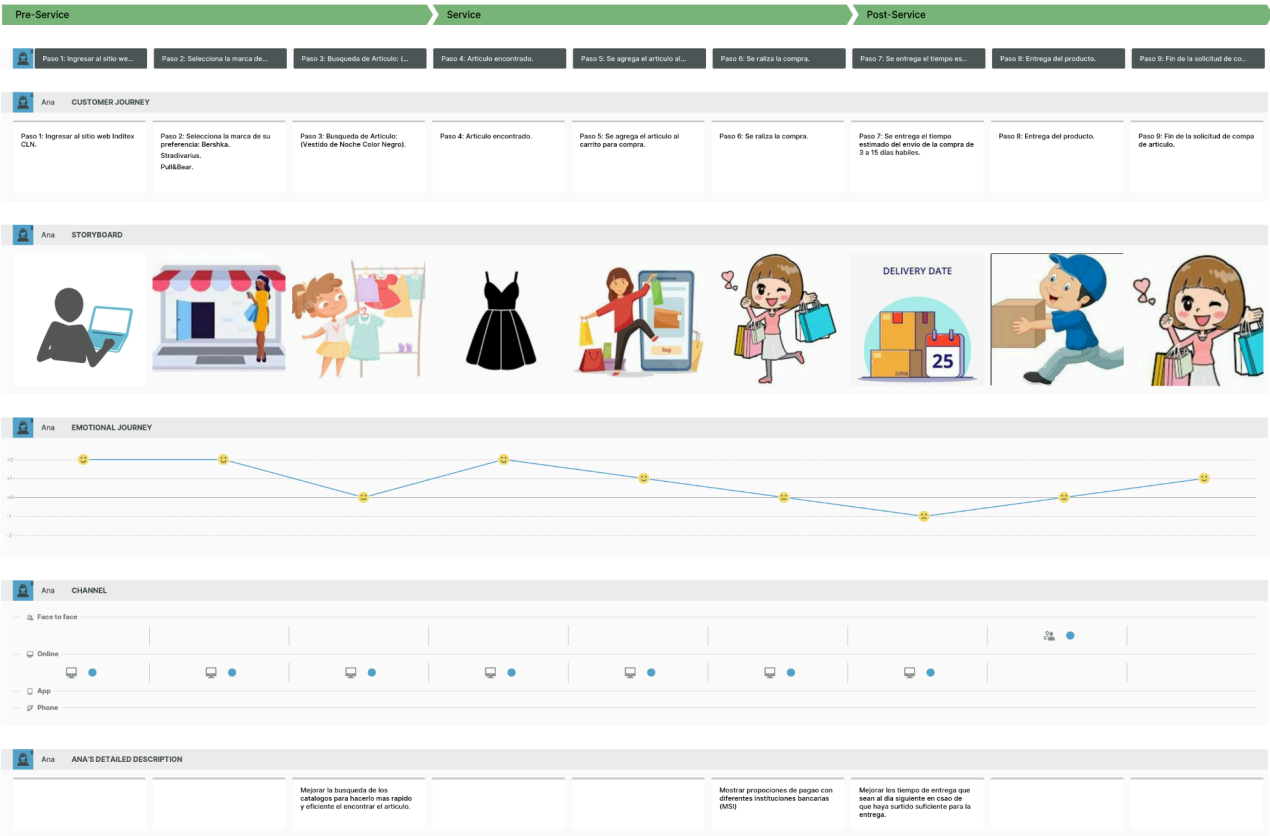 Pre-Service
Service
Post-Service
Paso 1: Ingresar al sitio we...
Paso 2: Selecciona la marca de...
Paso 3: Busqueda de Articulo: (...
Paso 4: Articulo encontrado.
Paso 5: Se agrega el articulo al...
Paso 6: Se raliza la compra.
Paso 7: Se entrega el tiempo es...
Paso 8: Entrega del producto.
Paso 9: Fin de la solicitud de co...
Ana CUSTOMER JOURNEY
Paso 1: Ingresar al sitio web Inditex
CLN.
Paso 2: Selecciona la marca de su
preferencia: Bershka.
Stradivarius.
Pull&Bear.
Paso 3: Busqueda de Articulo:
(Vestido de Noche Color Negro).
Paso 4: Articulo encontrado.
Paso 5: Se agrega el articulo al
carrito para compra.
Paso 6: Se raliza la compra.
Paso 7: Se entrega el tiempo
estimado del envio de la compra de
3 a 15 días habiles.
Paso 8: Entrega del producto.
Paso 9: Fin de la solicitud de compa
de articulo.
Ana STORYBOARD
buy
DELIVERY DATE
25
Ana EMOTIONAL JOURNEY
+2
+1
+0
-1
-2
Ana CHANNEL
Face to face
Online
App
Phone
Ana ANA'S DETAILED DESCRIPTION
Mejorar la busqueda de los
catalogos para hacerlo mas rapido
y eficiente el encontrar el articulo.
Mostrar propociones de pagao con
diferentes instituciones bancarias
(MSI)
Mejorar los tiempo de entrega que
sean al dia siguiente en csao de
que haya surtido suficiente para la
entrega.